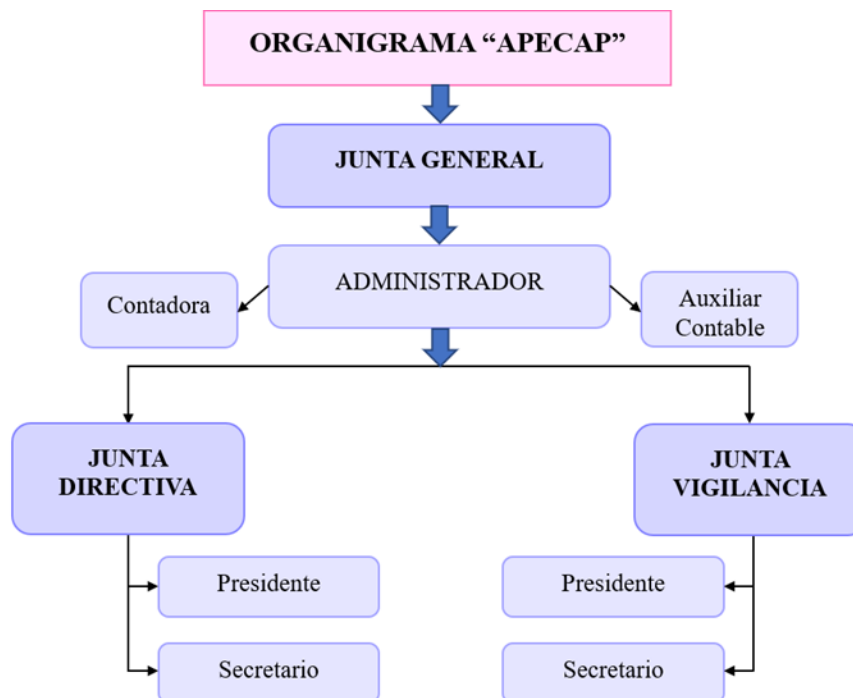 ORGANIGRAMA “APECAP”
JUNTA GENERAL
ADMINISTRADOR
Contadora
Auxiliar
Contable
JUNTA
DIRECTIVA
JUNTA
VIGILANCIA
Presidente
Presidente
Secretario
Secretario